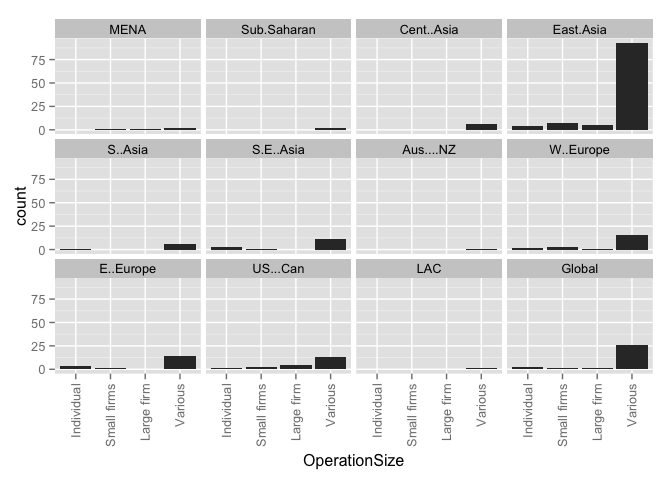 MENA Sub.Saharan Cent..Asia East.Asia
75
50
25
0
S..Asia S.E..Asia Aus....NZ W..Europe
75
50
25
0
count
E..Europe US...Can LAC Global
75
50
25
0
Individual Small firms Large firm Various Individual Small firms Large firm Various Individual Small firms Large firm Various Individual Small firms Large firm Various
OperationSize